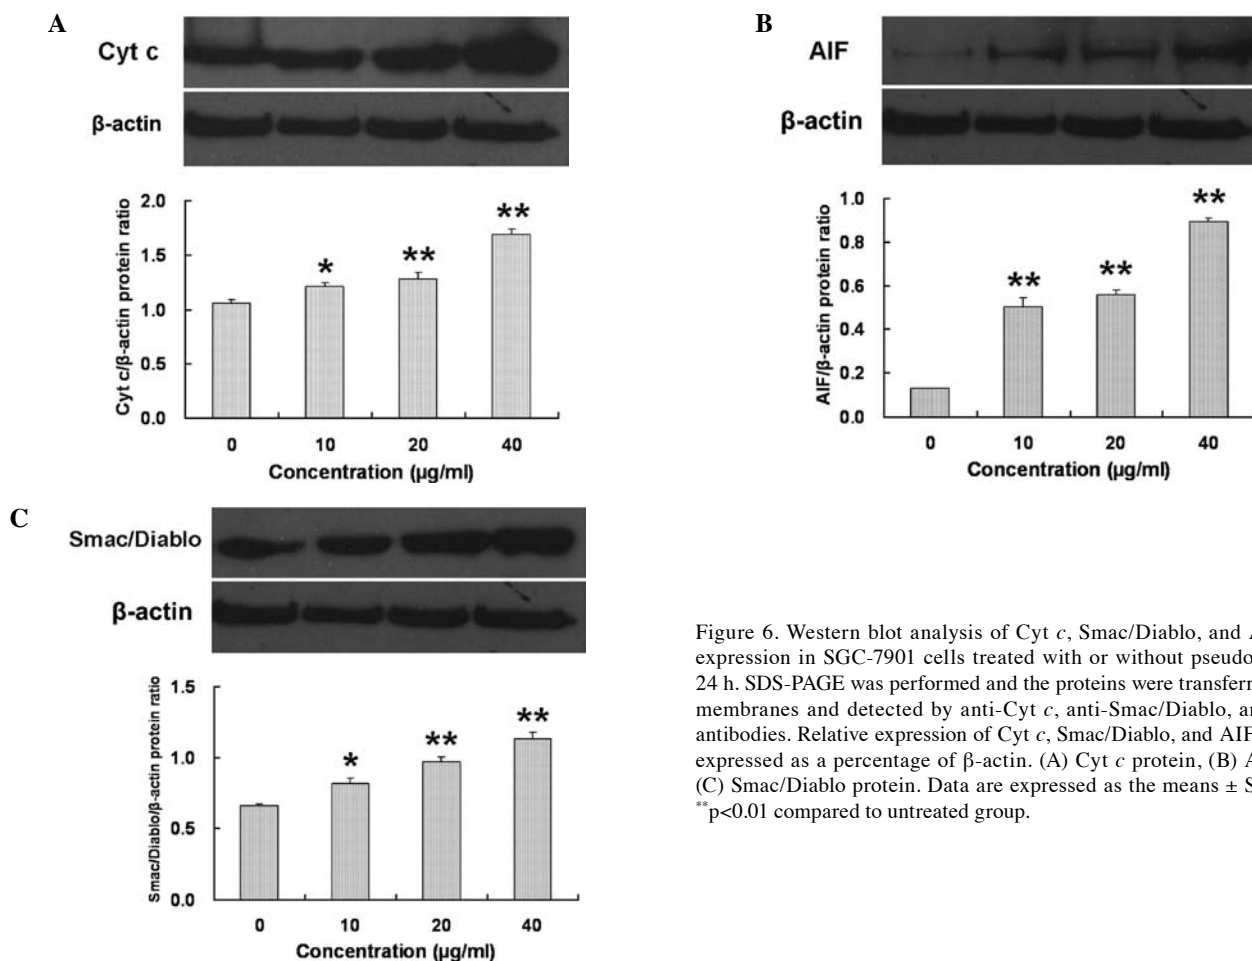 A
Cyt c
β-actin
Cyt c/β-actin protein ratio
2.0
1.5
1.0
0.5
0.0
*
**
**
0 10 20 40
Concentration (µg/ml)
B
AIF
β-actin
AIF/β-actin protein ratio
1.0
0.8
0.6
0.4
0.2
0.0
**
**
**
0 10 20 40
Concentration (µg/ml)
C
Smac/Diablo
β-actin
Smac/Diablo/β-actin protein ratio
1.5
1.0
0.5
0.0
*
**
**
0 10 20 40
Concentration (µg/ml)
Figure 6. Western blot analysis of Cyt c, Smac/Diablo, and
expression in SGC-7901 cells treated with or without pseudo
24 h. SDS-PAGE was performed and the proteins were
membranes and detected by anti-Cyt c, anti-Smac/Diablo,
antibodies. Relative expression of Cyt c, Smac/Diablo, and AIF
expressed as a percentage of β-actin. (A) Cyt c protein, (B)
(C) Smac/Diablo protein. Data are expressed as the means ±
**p<0.01 compared to untreated group.